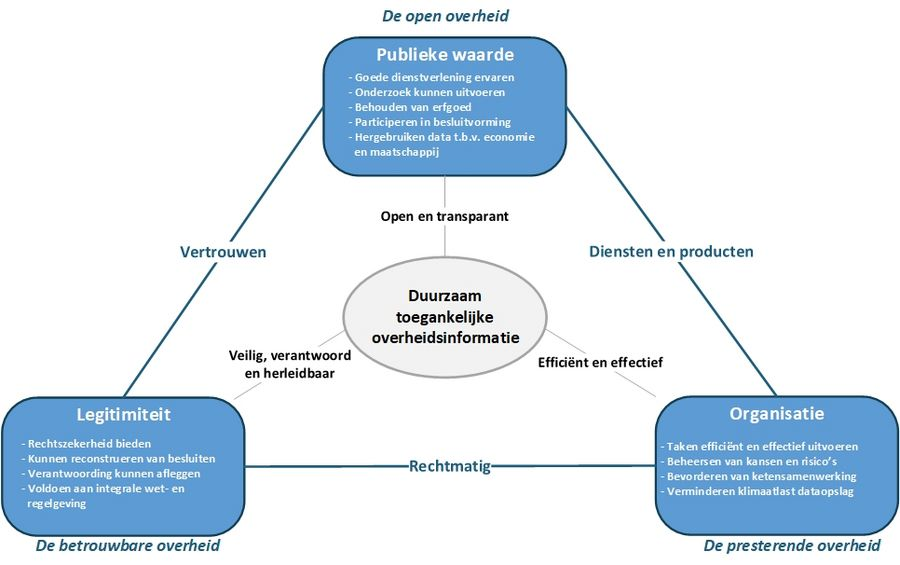 De open overheid
Publieke waarde
- Goede dienstverlening ervaren
- Onderzoek kunnen uitvoeren
- Behouden van erfgoed
- Participeren in besluitvorming
- Hergebruiken data t.b.v. economie
en maatschappij
Open en transparant
Vertrouwen
Diensten en producten
Duurzaam
toegankelijke
overheidsinformatie
Veilig, verantwoord
en herleidbaar
Efficiënt en effectief
Legitimiteit
- Rechtszekerheid bieden
- Kunnen reconstrueren van besluiten
- Verantwoording kunnen afleggen
- Voldoen aan integrale wet- en
regelgeving
Rechtmatig
Organisatie
- Taken efficiënt en effectief uitvoeren
- Beheersen van kansen en risico's
- Bevorderen van ketensamenwerking
- Verminderen klimaatlast dataopslag
De betrouwbare overheid
De presterende overheid